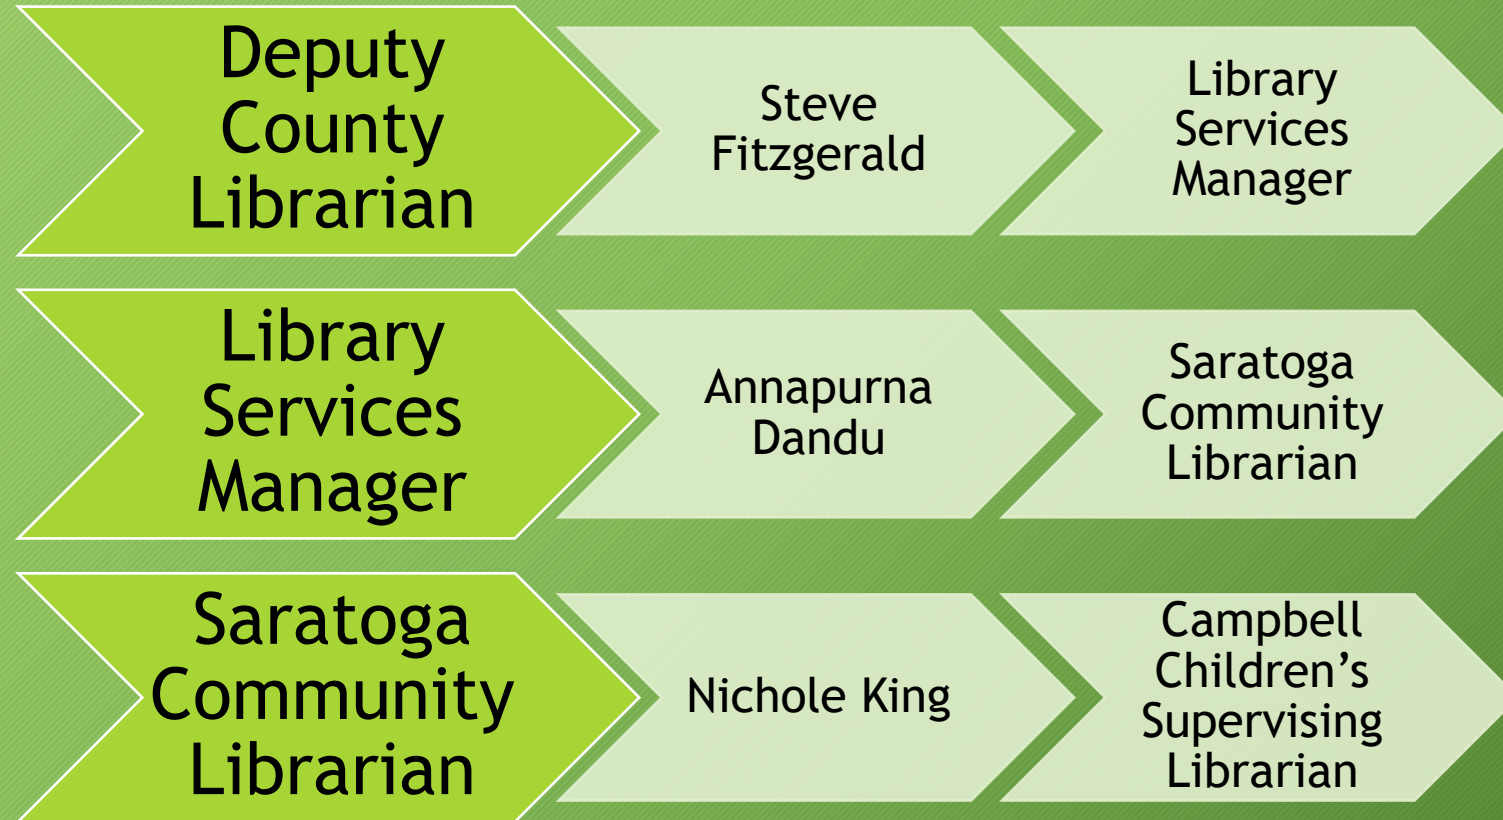 Deputy
County
Librarian
Steve
Fitzgerald
Library
Services
Manager
Library
Services
Manager
Annapurna
Dandu
Saratoga
Community
Librarian
Saratoga
Community
Librarian
Nichole King
Campbell
Children’s
Supervising
Librarian